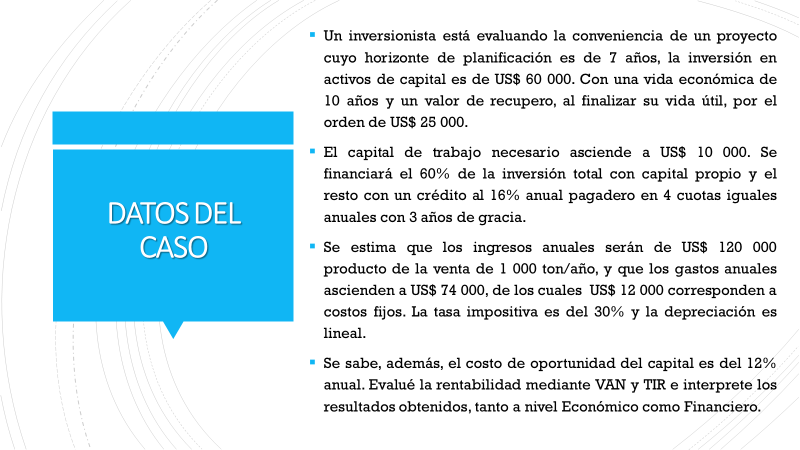 DATOS DEL
CASO
Un inversionista está evaluando la conveniencia de un proyecto
cuyo horizonte de planificación es de 7 años, la inversión en
activos de capital es de US$ 60 000. Con una vida económica de
10 años y un valor de recupero, al finalizar su vida útil, por el
orden de US$ 25 000.
El capital de trabajo necesario asciende a US$ 10 000. Se
financiará el 60% de la inversión total con capital propio y el
resto con un crédito al 16% anual pagadero en 4 cuotas iguales
anuales con 3 años de gracia.
Se estima que los ingresos anuales serán de US$ 120 000
producto de la venta de 1 000 ton/año, y que los gastos anuales
ascienden a US$ 74 000, de los cuales US$ 12 000 corresponden a
costos fijos. La tasa impositiva es del 30% y la depreciación es
lineal.
Se sabe, además, el costo de oportunidad del capital es del 12%
anual. Evalué la rentabilidad mediante VAN y TIR e interprete los
resultados obtenidos, tanto a nivel Económico como Financiero.